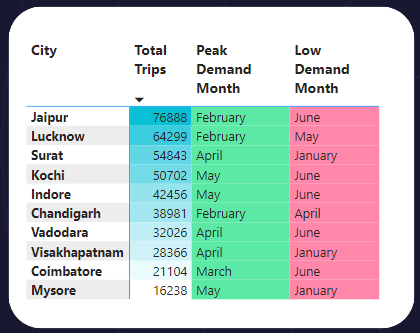 City Total Trips Peak Demand Month Low Demand Month
Jaipur 76888 February June
Lucknow 64299 February May
Surat 54843 April January
Kochi 50702 May June
Indore 42456 May June
Chandigarh 38981 February April
Vadodara 32026 April June
Visakhapatnam 28366 April January
Coimbatore 21104 March June
Mysore 16238 May January